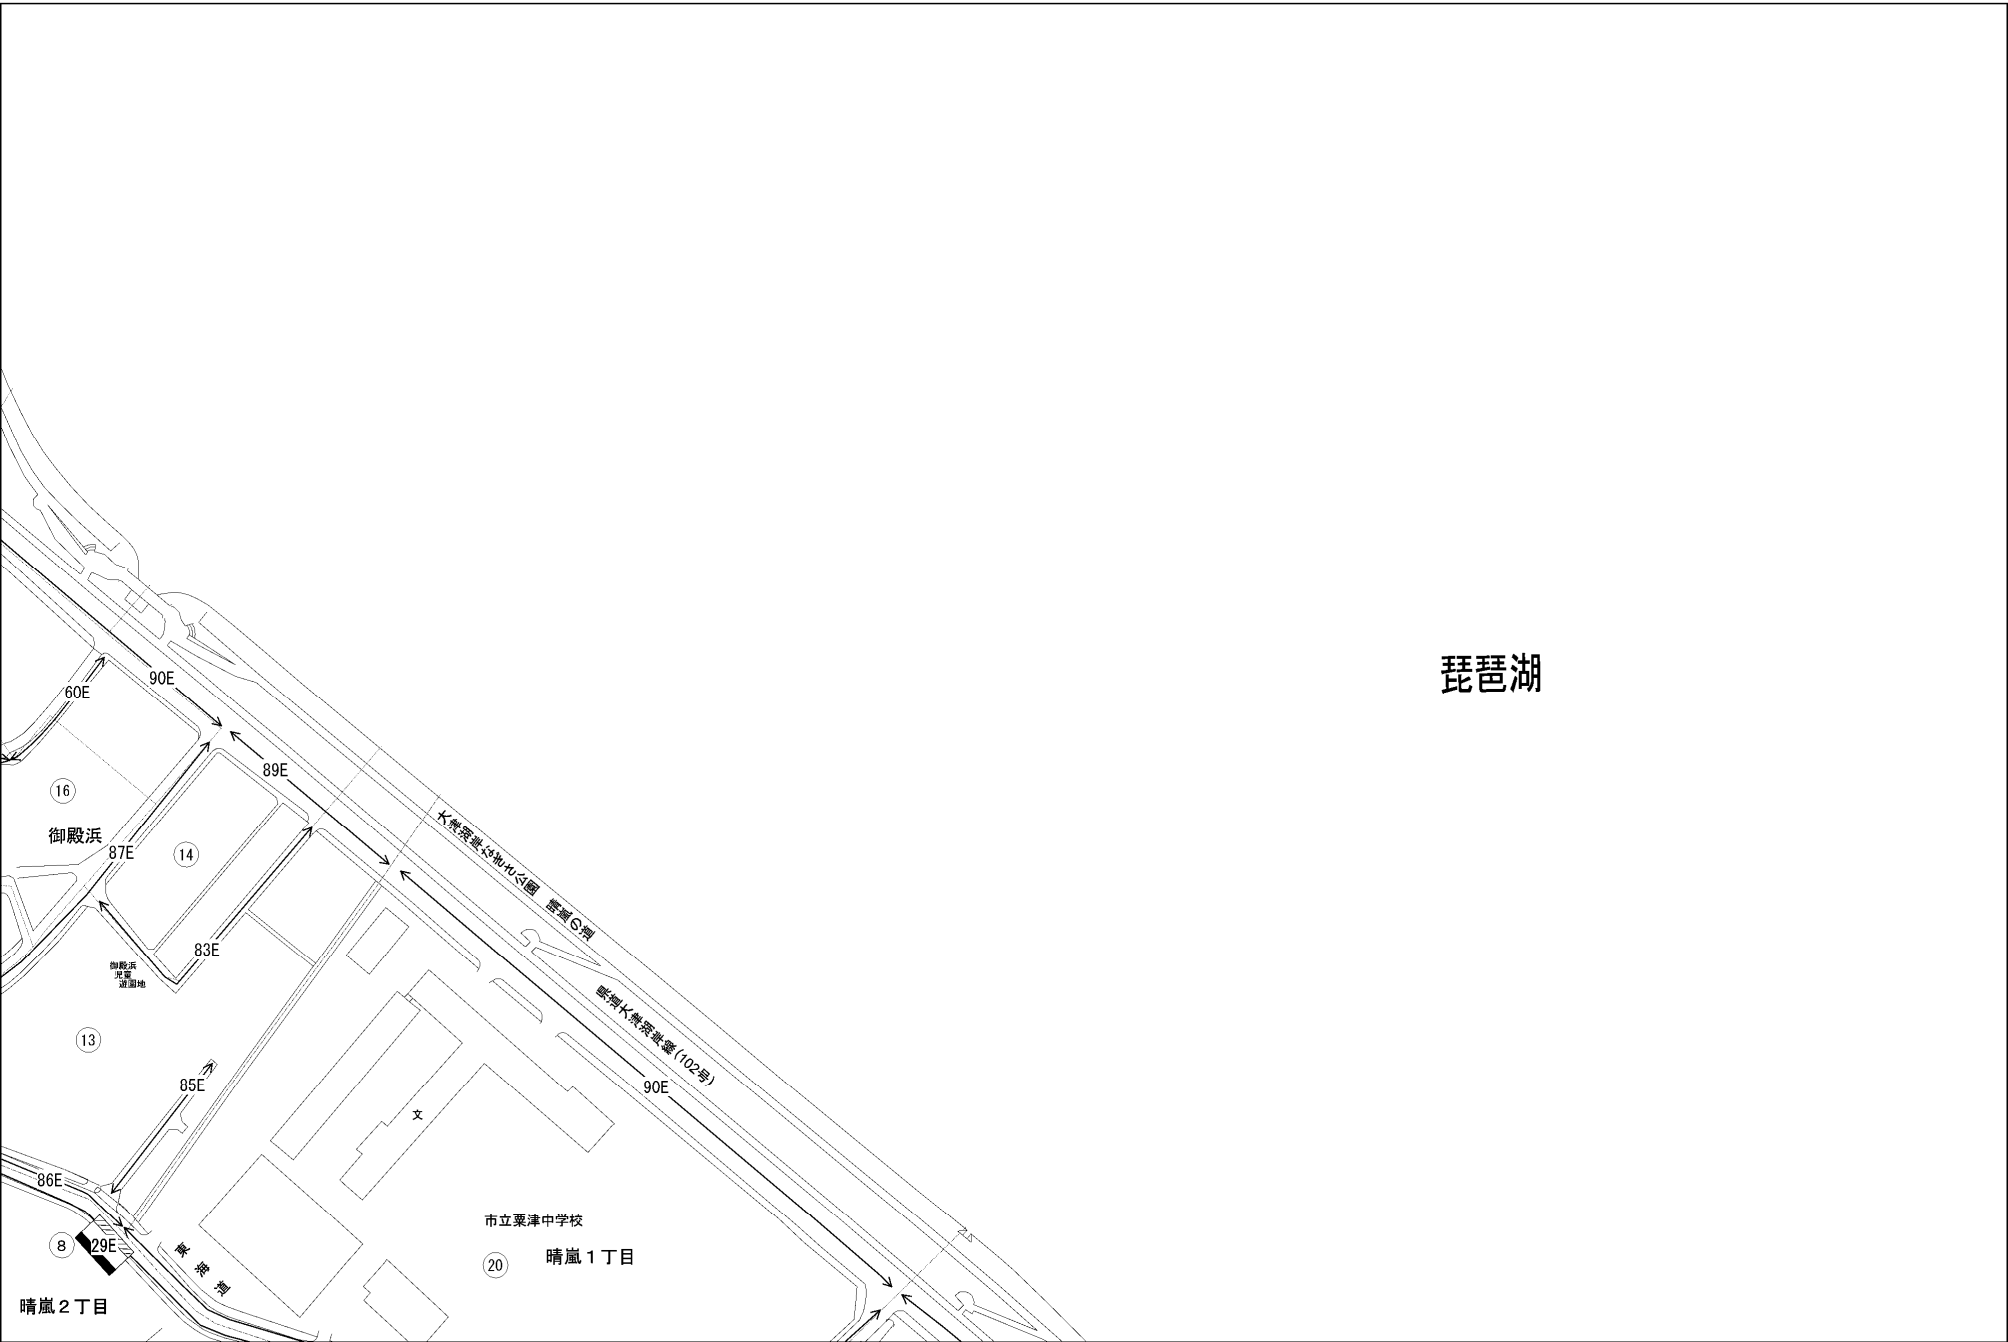 琵琶湖
90E
60E
89E
16
御殿浜
大津湖岸なぎさ公園 晴嵐の道
87E
14
83E
御殿浜
児童
遊園地
県道大津湖岸線(102号)
13
85E
90E
文
86E
市立粟津中学校
8
29E
東海道
20
晴嵐1丁目
晴嵐2丁目